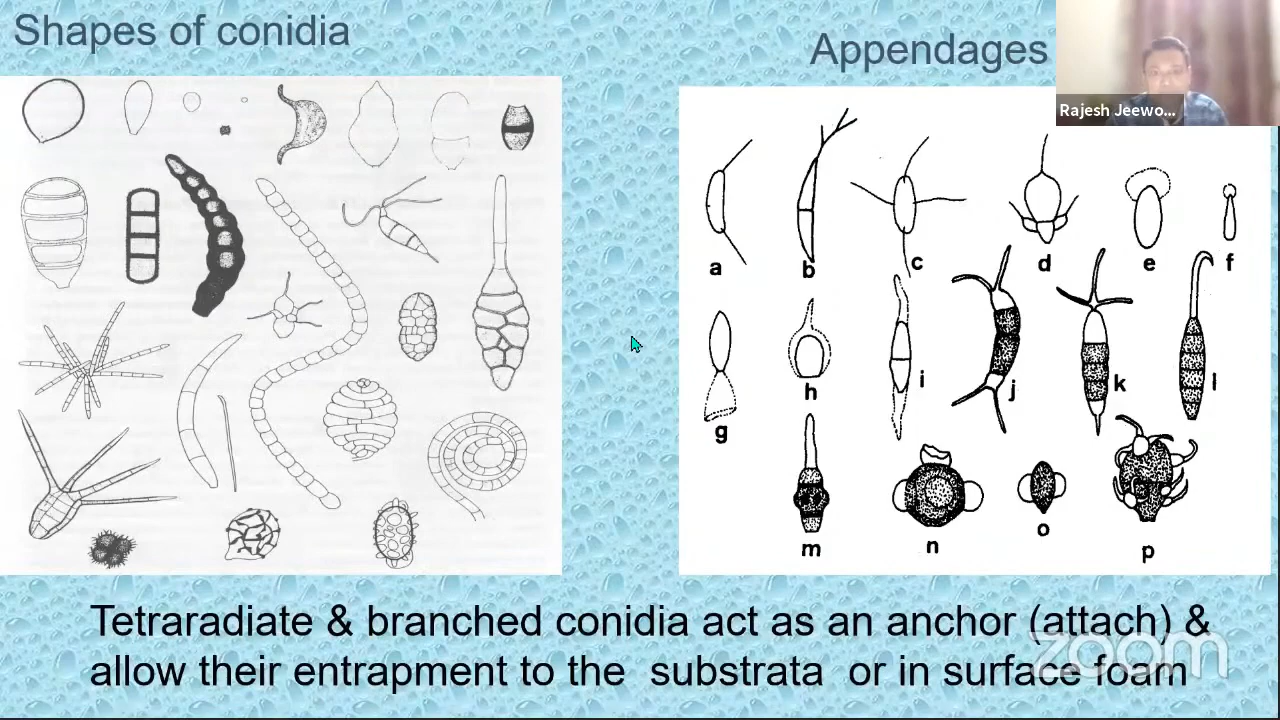 Shapes of conidia
Appendages
Rajesh Jeewo...
a
b
c
d
e
f
g
h
i
j
k
l
m
n
o
p
Tetraradiate & branched conidia act as an anchor (attach) &
allow their entrapment to the substrata or in surface foam
zoom